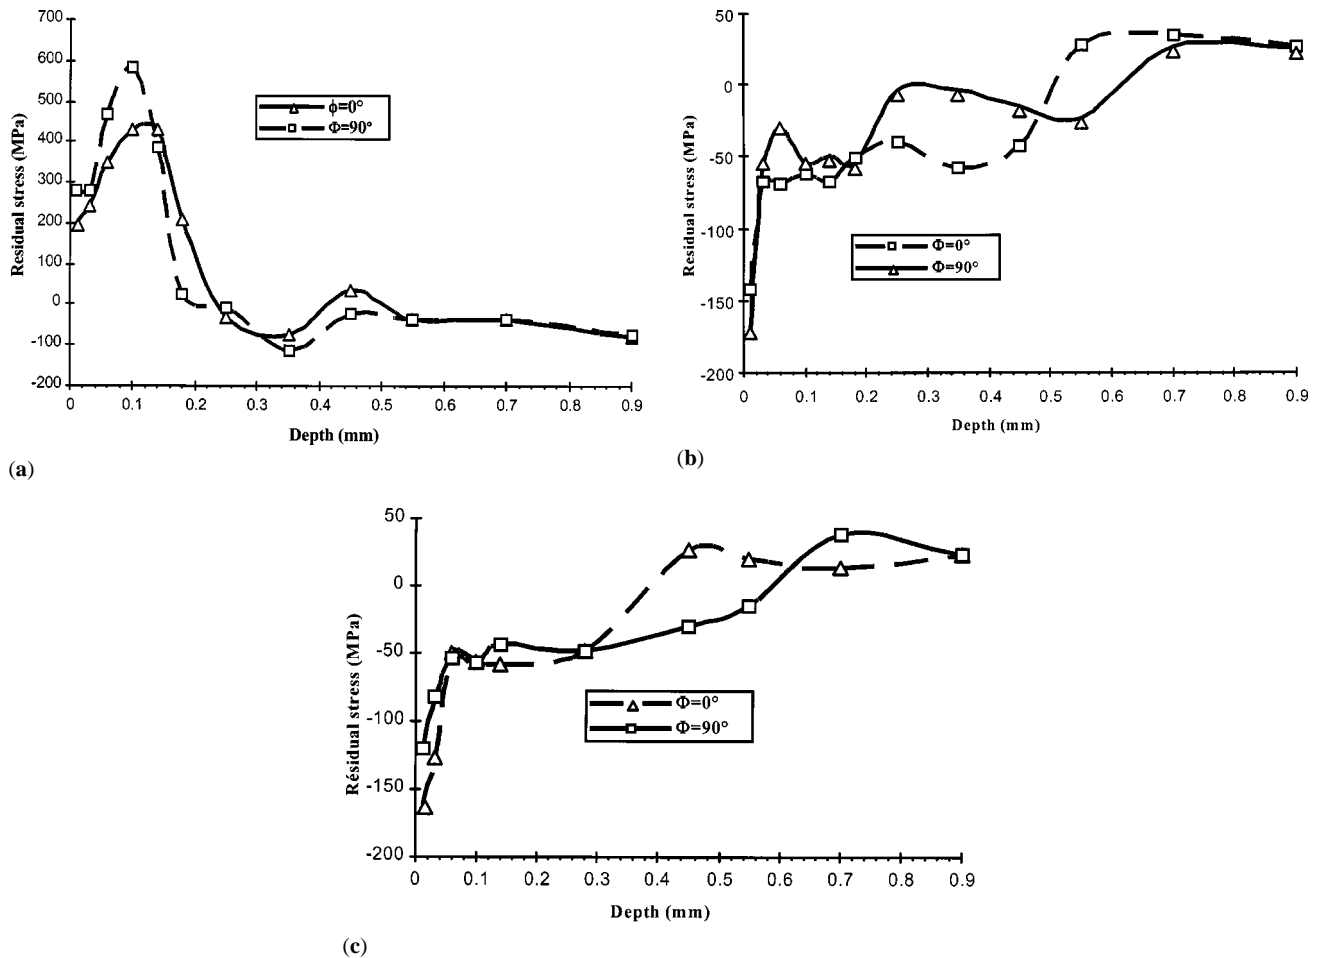 700
600
500
400
300
200
100
0
-100
-200
Residual stress (MPa)
0 0.1 0.2 0.3 0.4 0.5 0.6 0.7 0.8 0.9
Depth (mm)
ϕ=0°
Φ=90°
(a)
50
0
-50
-100
-150
-200
Residual stress (MPa)
0 0.1 0.2 0.3 0.4 0.5 0.6 0.7 0.8 0.9
Depth (mm)
Φ=0°
Φ=90°
(b)
50
0
-50
-100
-150
-200
Résidual stress (MPa)
0 0.1 0.2 0.3 0.4 0.5 0.6 0.7 0.8 0.9
Depth (mm)
Φ=0°
Φ=90°
(c)